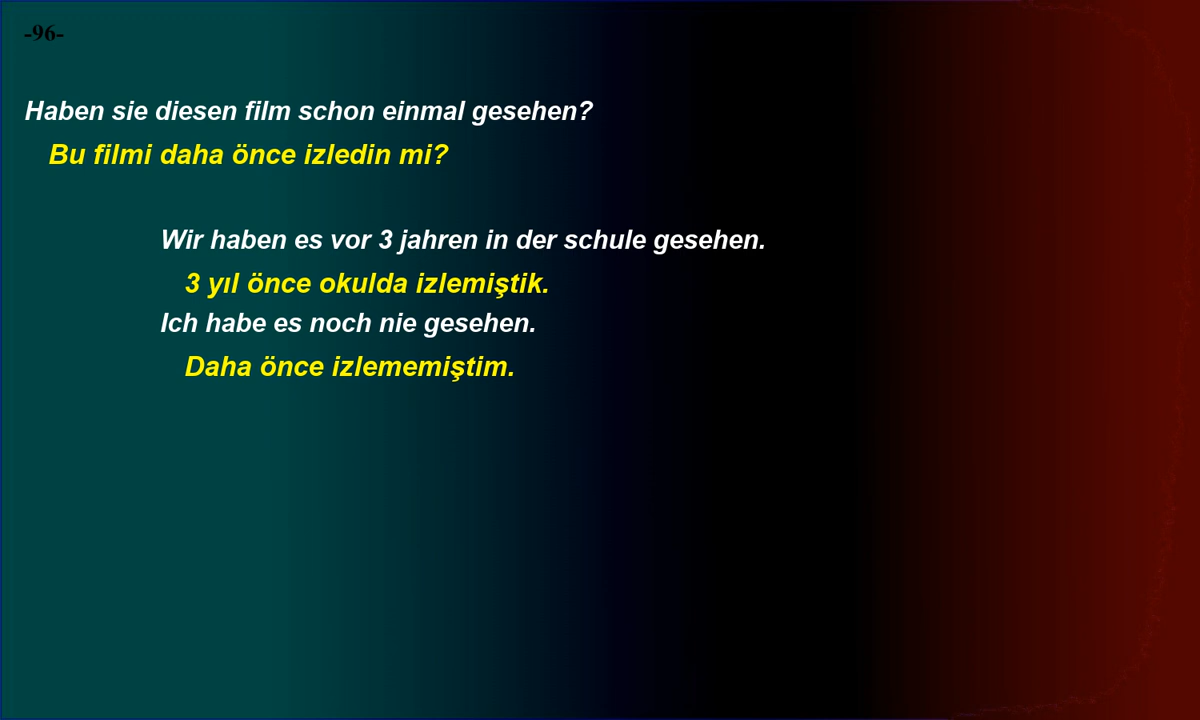 -96-
Haben sie diesen film schon einmal gesehen?
Bu filmi daha önce izledin mi?
Wir haben es vor 3 jahren in der schule gesehen.
3 yıl önce okulda izlemiştik.
Ich habe es noch nie gesehen.
Daha önce izlememiştim.